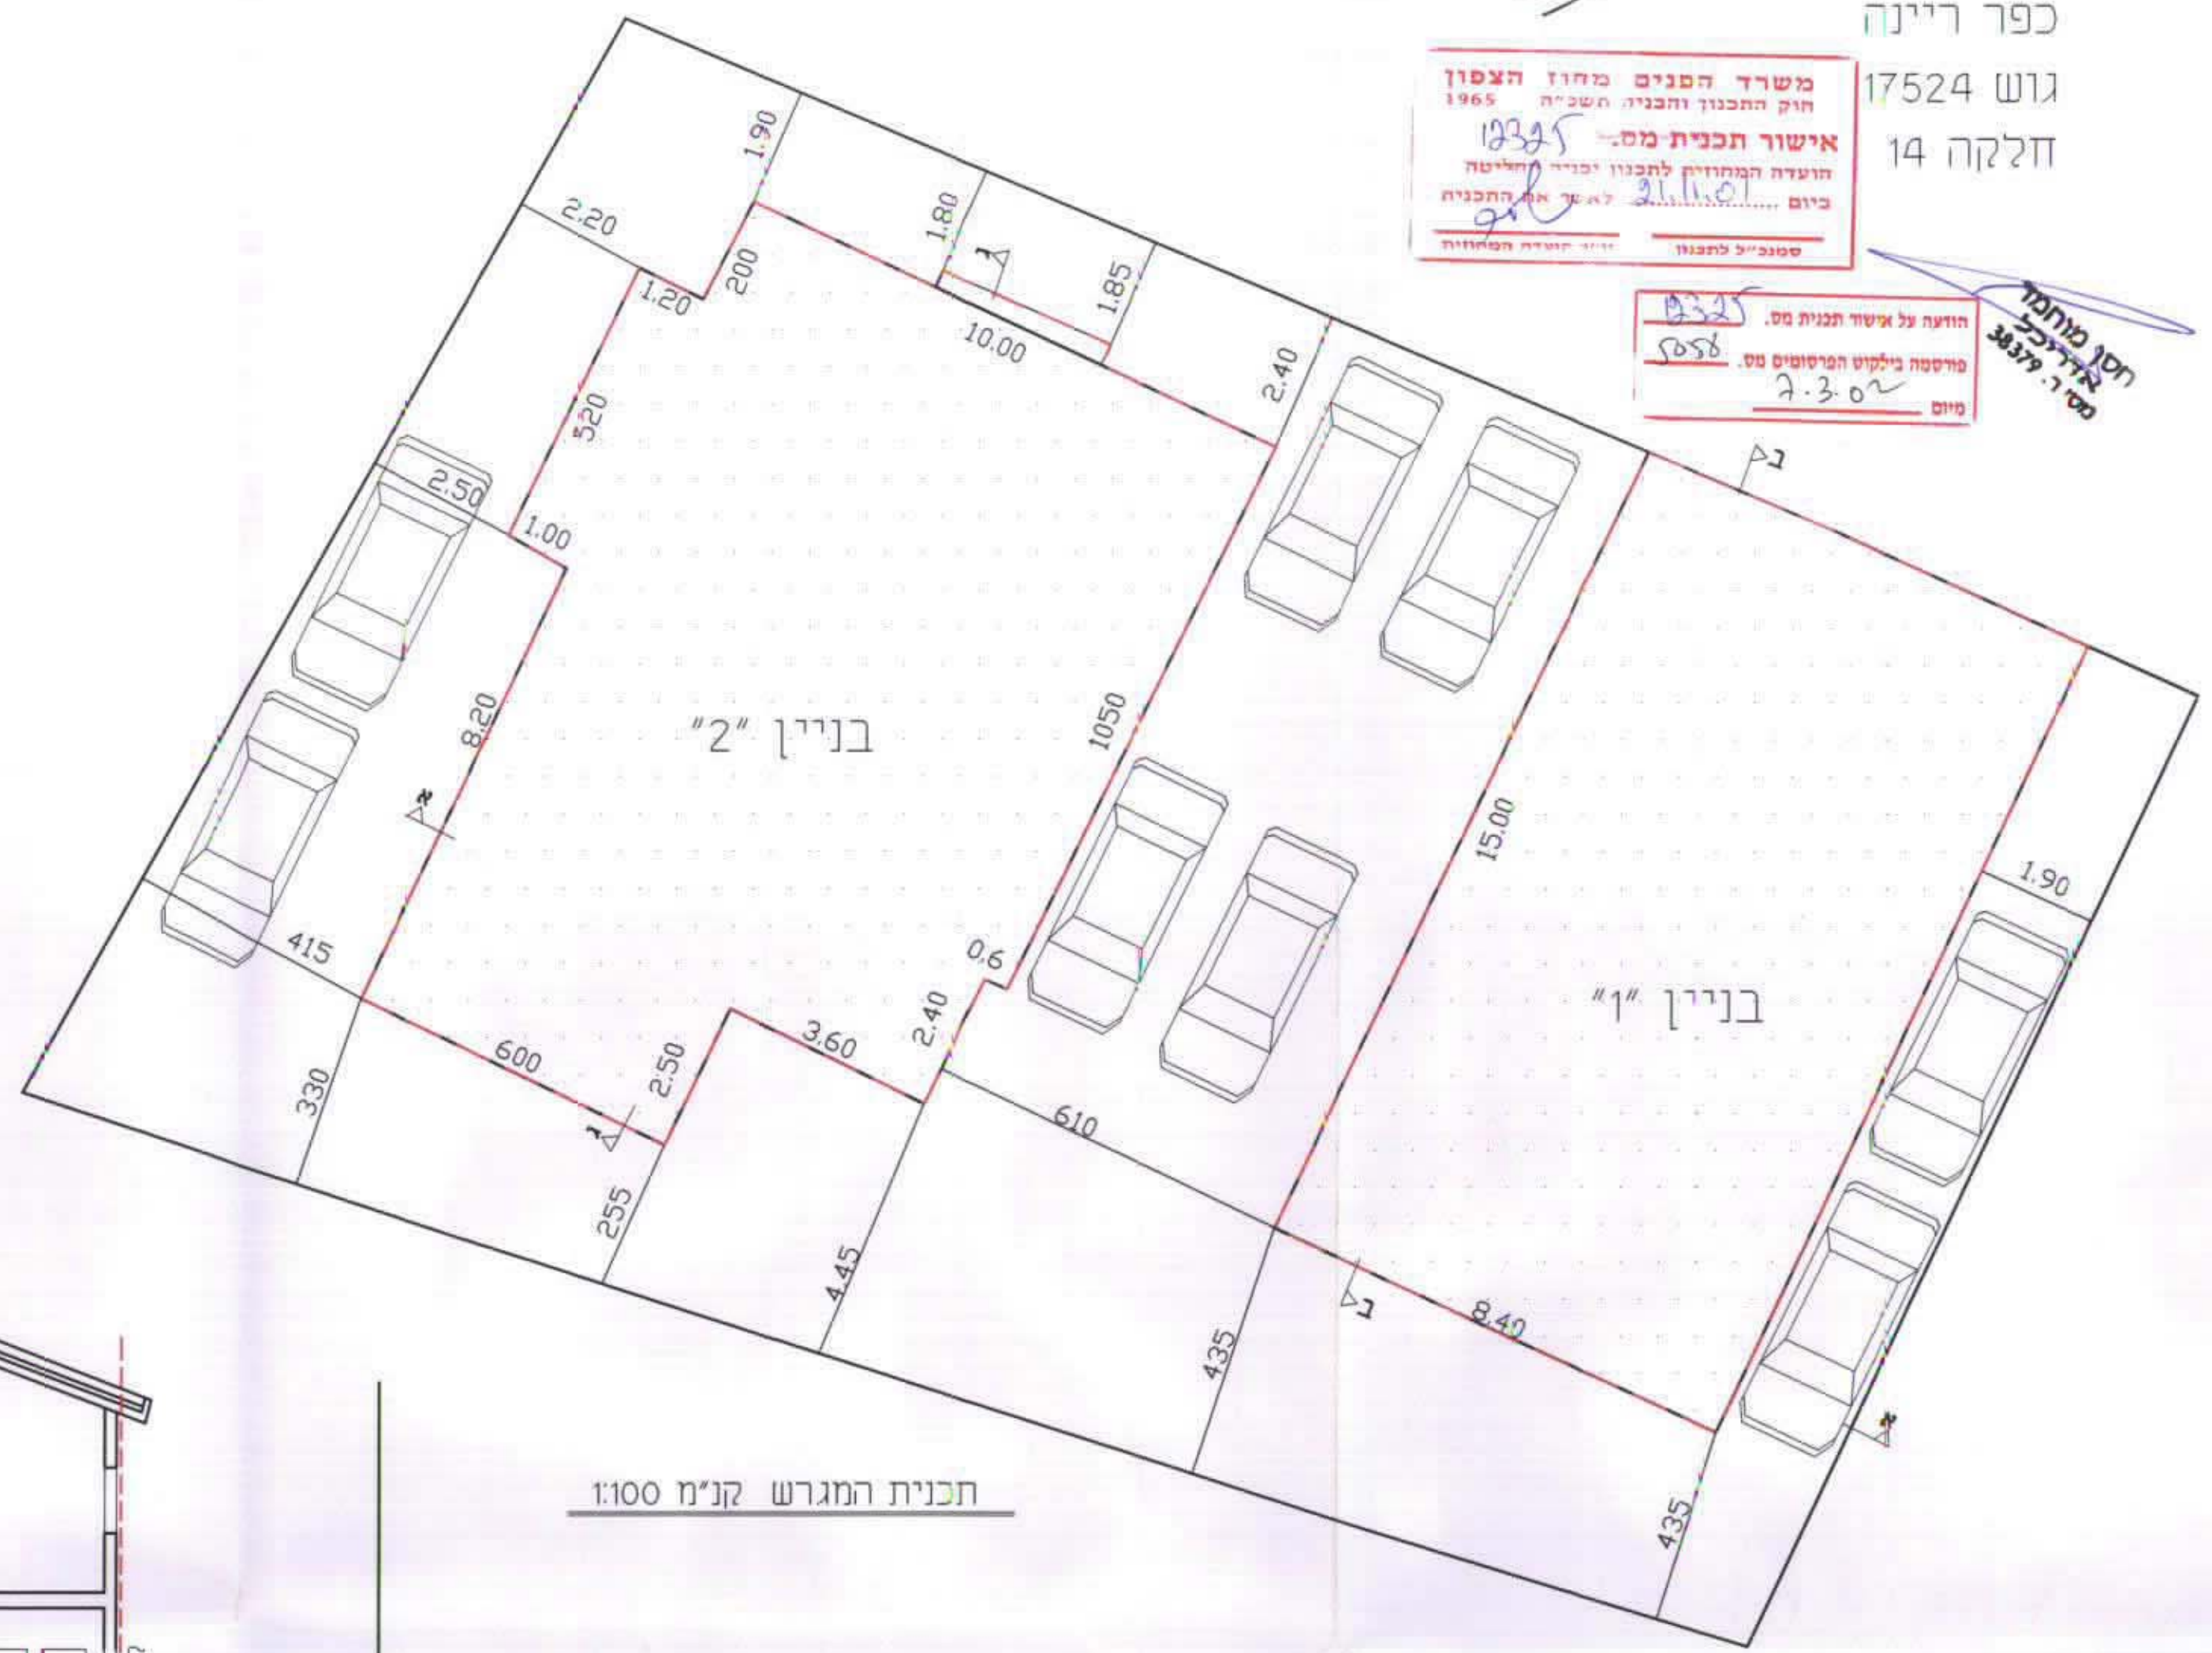 כפר ריינה
גוש 17524
חלקה 14
משרד הפנים מחוז הצפון
חוק התכנון והבניה תשכ"ה 1965
אישור תכנית מס. 12325
הועדה המחוזית לתכנון ובניה החליטה
ביום 21.11.01 לאשר את התכנית
סמנכ"ל לתכנון יו"ר הועדה המחוזית
הודעה על אישור תכנית מס. 12325
פורסמה בילקוט הפרסומים מס. 5056
מיום 7.3.02
חסן מוחמד
אדריכל
מס' ר. 38379
1.90
2.20
1.80
ג
1.85
200
1.20
10.00
2.40
520
ב
2.50
1.00
8.20
בניין "2"
1050
א
15.00
1.90
415
0.6
בניין "1"
2.40
3.60
600
2.50
330
ג
610
255
4.45
ב
8.40
435
א
435
תכנית המגרש קנ"מ 1:100